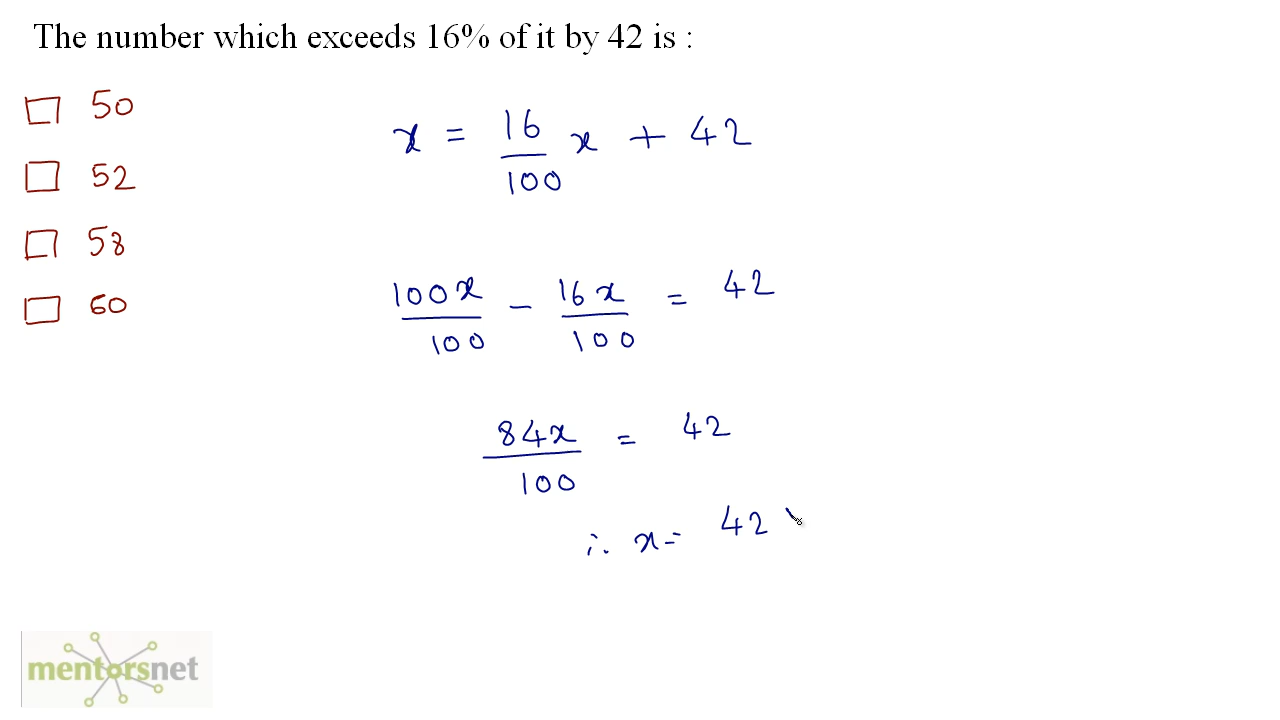 The number which exceeds 16% of it by 42 is :
50
52
58
60
x = 16/100 x + 42
100x/100 - 16x/100 = 42
84x/100 = 42
∴ x = 42
mentorsnet